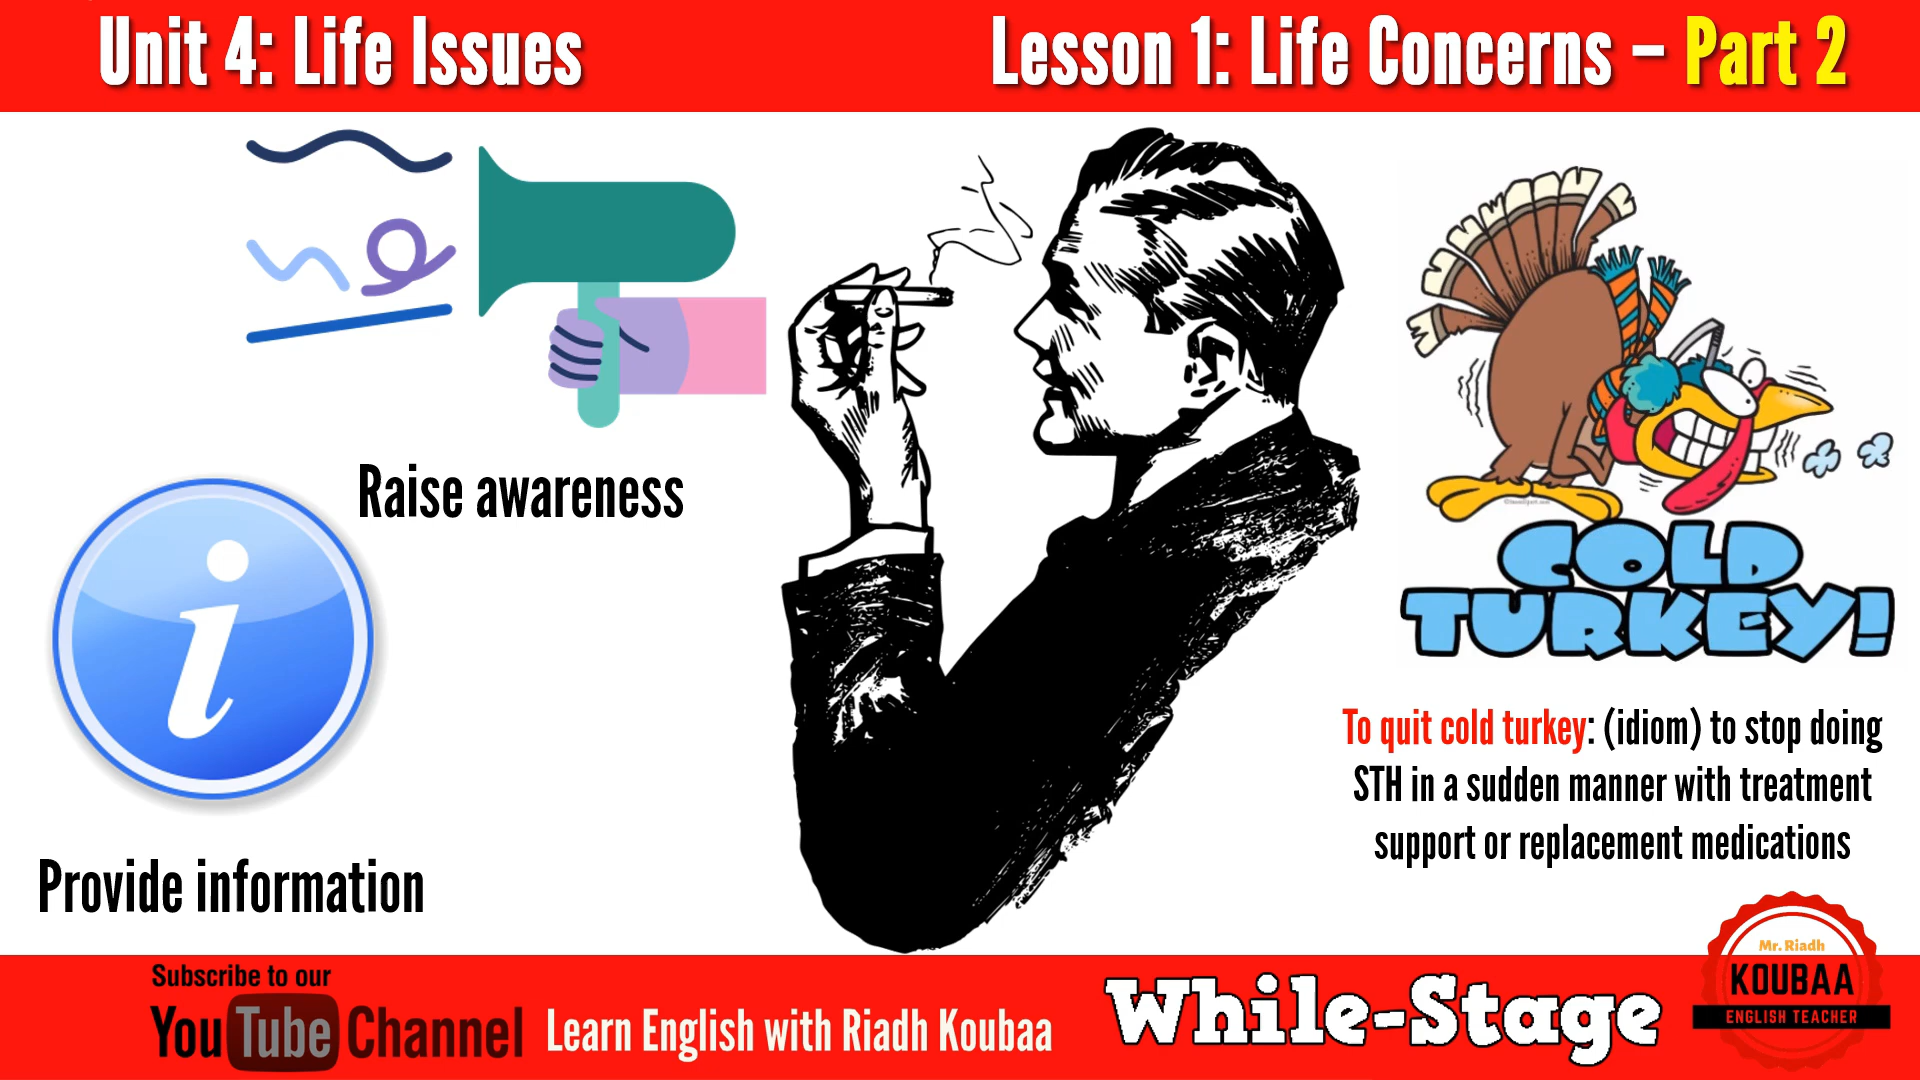 Unit 4: Life Issues
Lesson 1: Life Concerns – Part 2
Raise awareness
Provide information
COLD
TURKEY!
To quit cold turkey: (idiom) to stop doing
STH in a sudden manner with treatment
support or replacement medications
Subscribe to our
YouTube Channel
Learn English with Riadh Koubaa
While-Stage
Mr. Riadh
KOUBAA
ENGLISH TEACHER